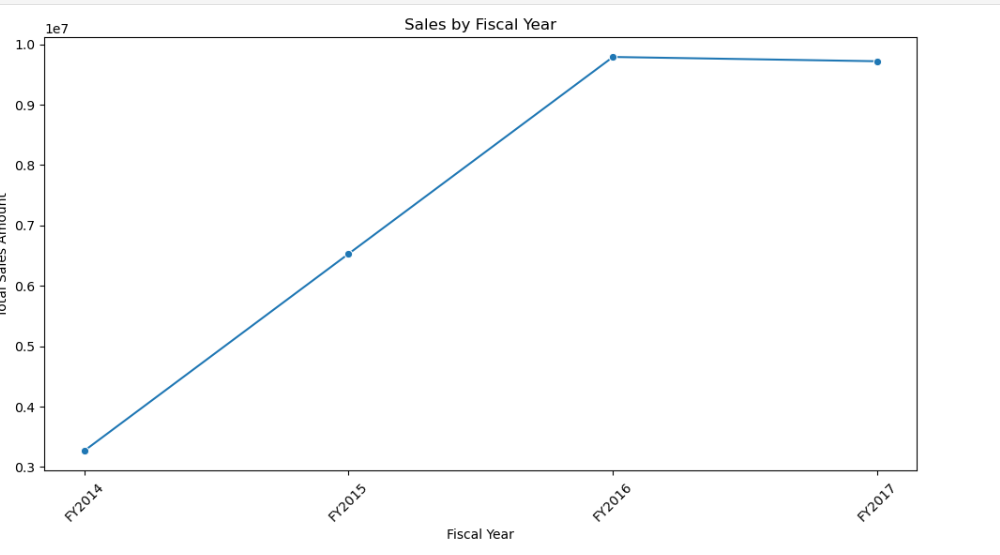 Sales by Fiscal Year
1e7
1.0
0.9
0.8
0.7
0.6
0.5
0.4
0.3
Total Sales Amount
FY2014
FY2015
FY2016
FY2017
Fiscal Year